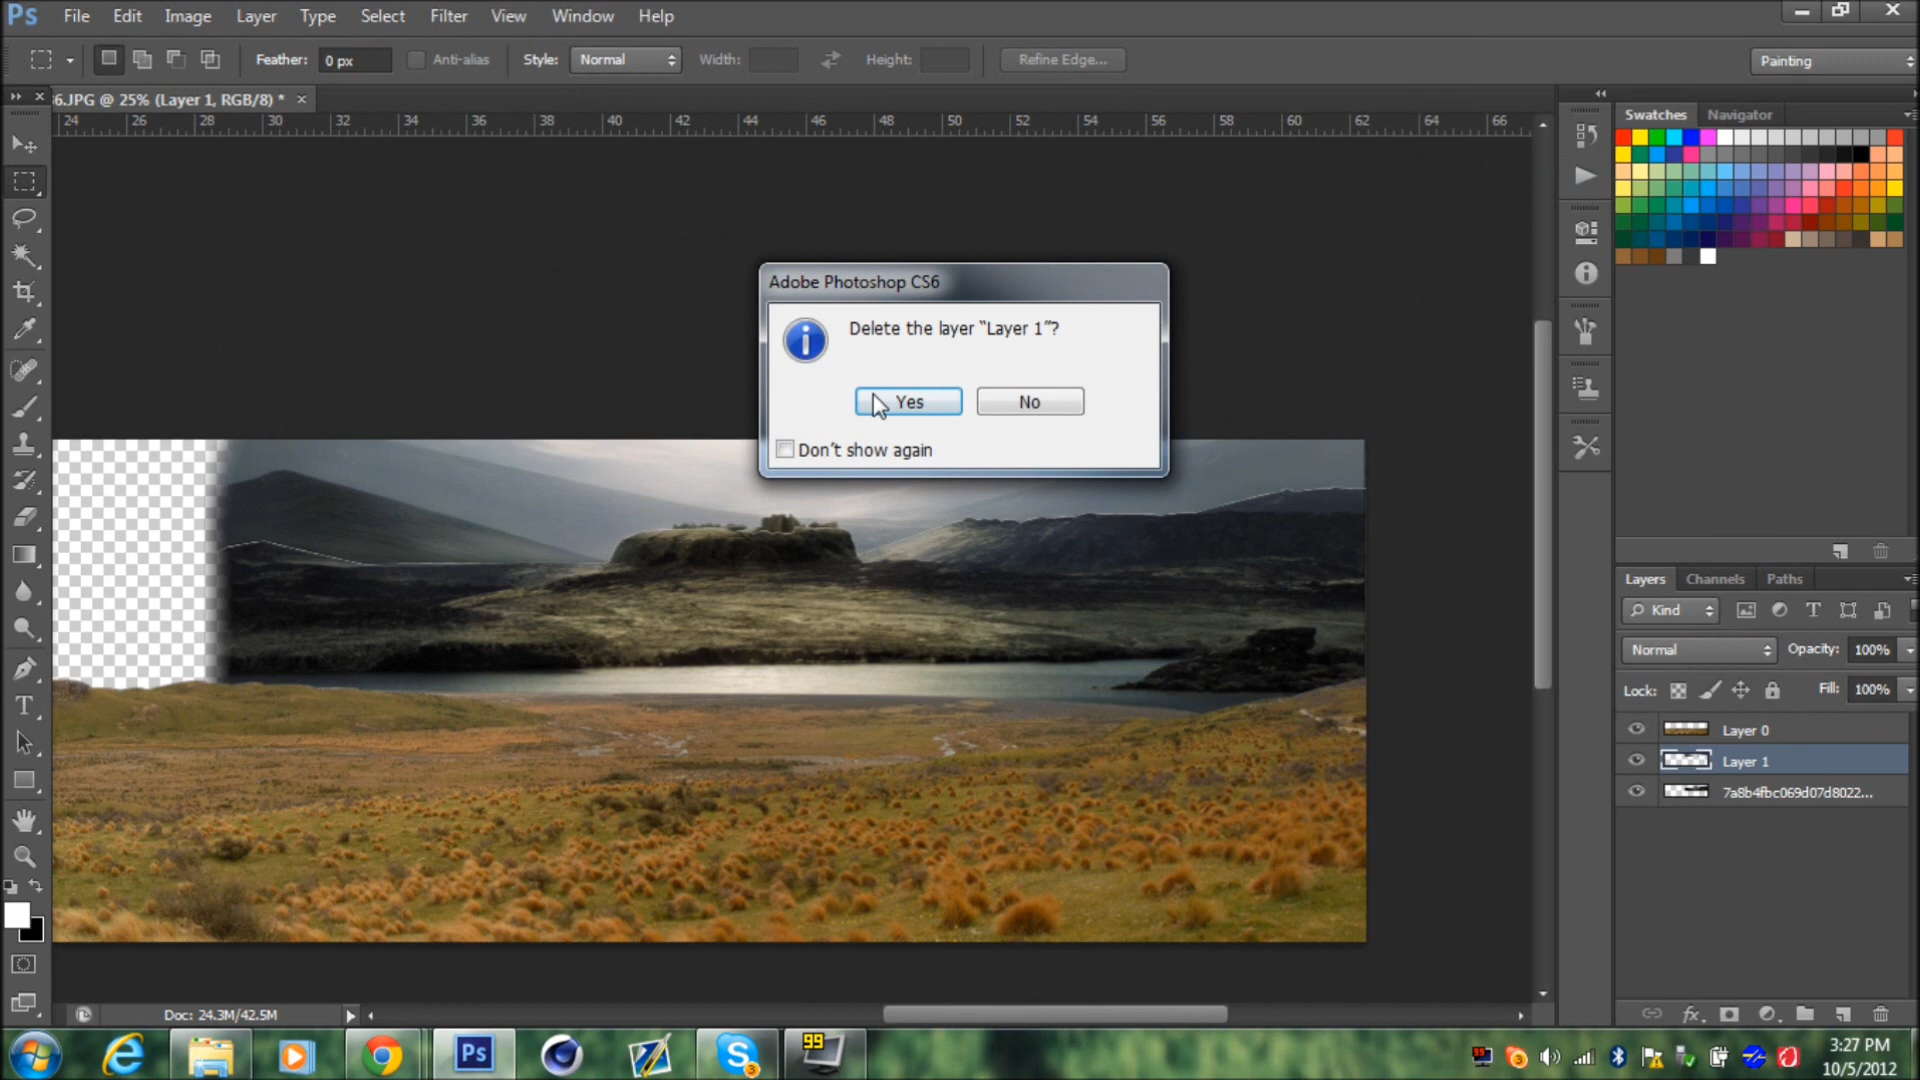 Ps File Edit Image Layer Type Select Filter View Window Help
Feather: 0 px Anti-alias Style: Normal Width: Height: Refine Edge... Painting
6.JPG @ 25% (Layer 1, RGB/8) * ×
24 26 28 30 32 34 36 38 40 42 44 46 48 50 52 54 56 58 60 62 64 66
Swatches Navigator
Adobe Photoshop CS6
Delete the layer “Layer 1”?
Yes No
Don't show again
Layers Channels Paths
Kind
Normal Opacity: 100%
Lock: Fill: 100%
Layer 0
Layer 1
7a8b4fbc069d07d8022...
fx
Doc: 24.3M/42.5M
Ps
3
99
3:27 PM
10/5/2012